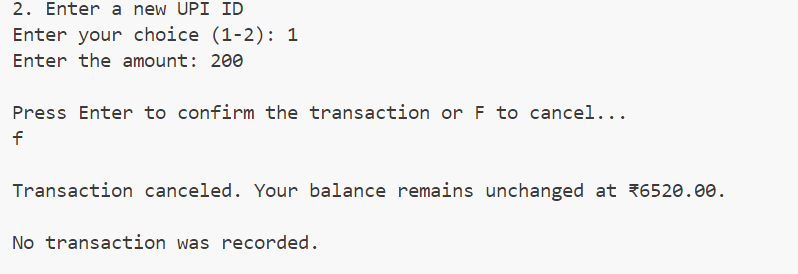 2. Enter a new UPI ID
Enter your choice (1-2): 1
Enter the amount: 200
Press Enter to confirm the transaction or F to cancel...
f
Transaction canceled. Your balance remains unchanged at ₹6520.00.
No transaction was recorded.